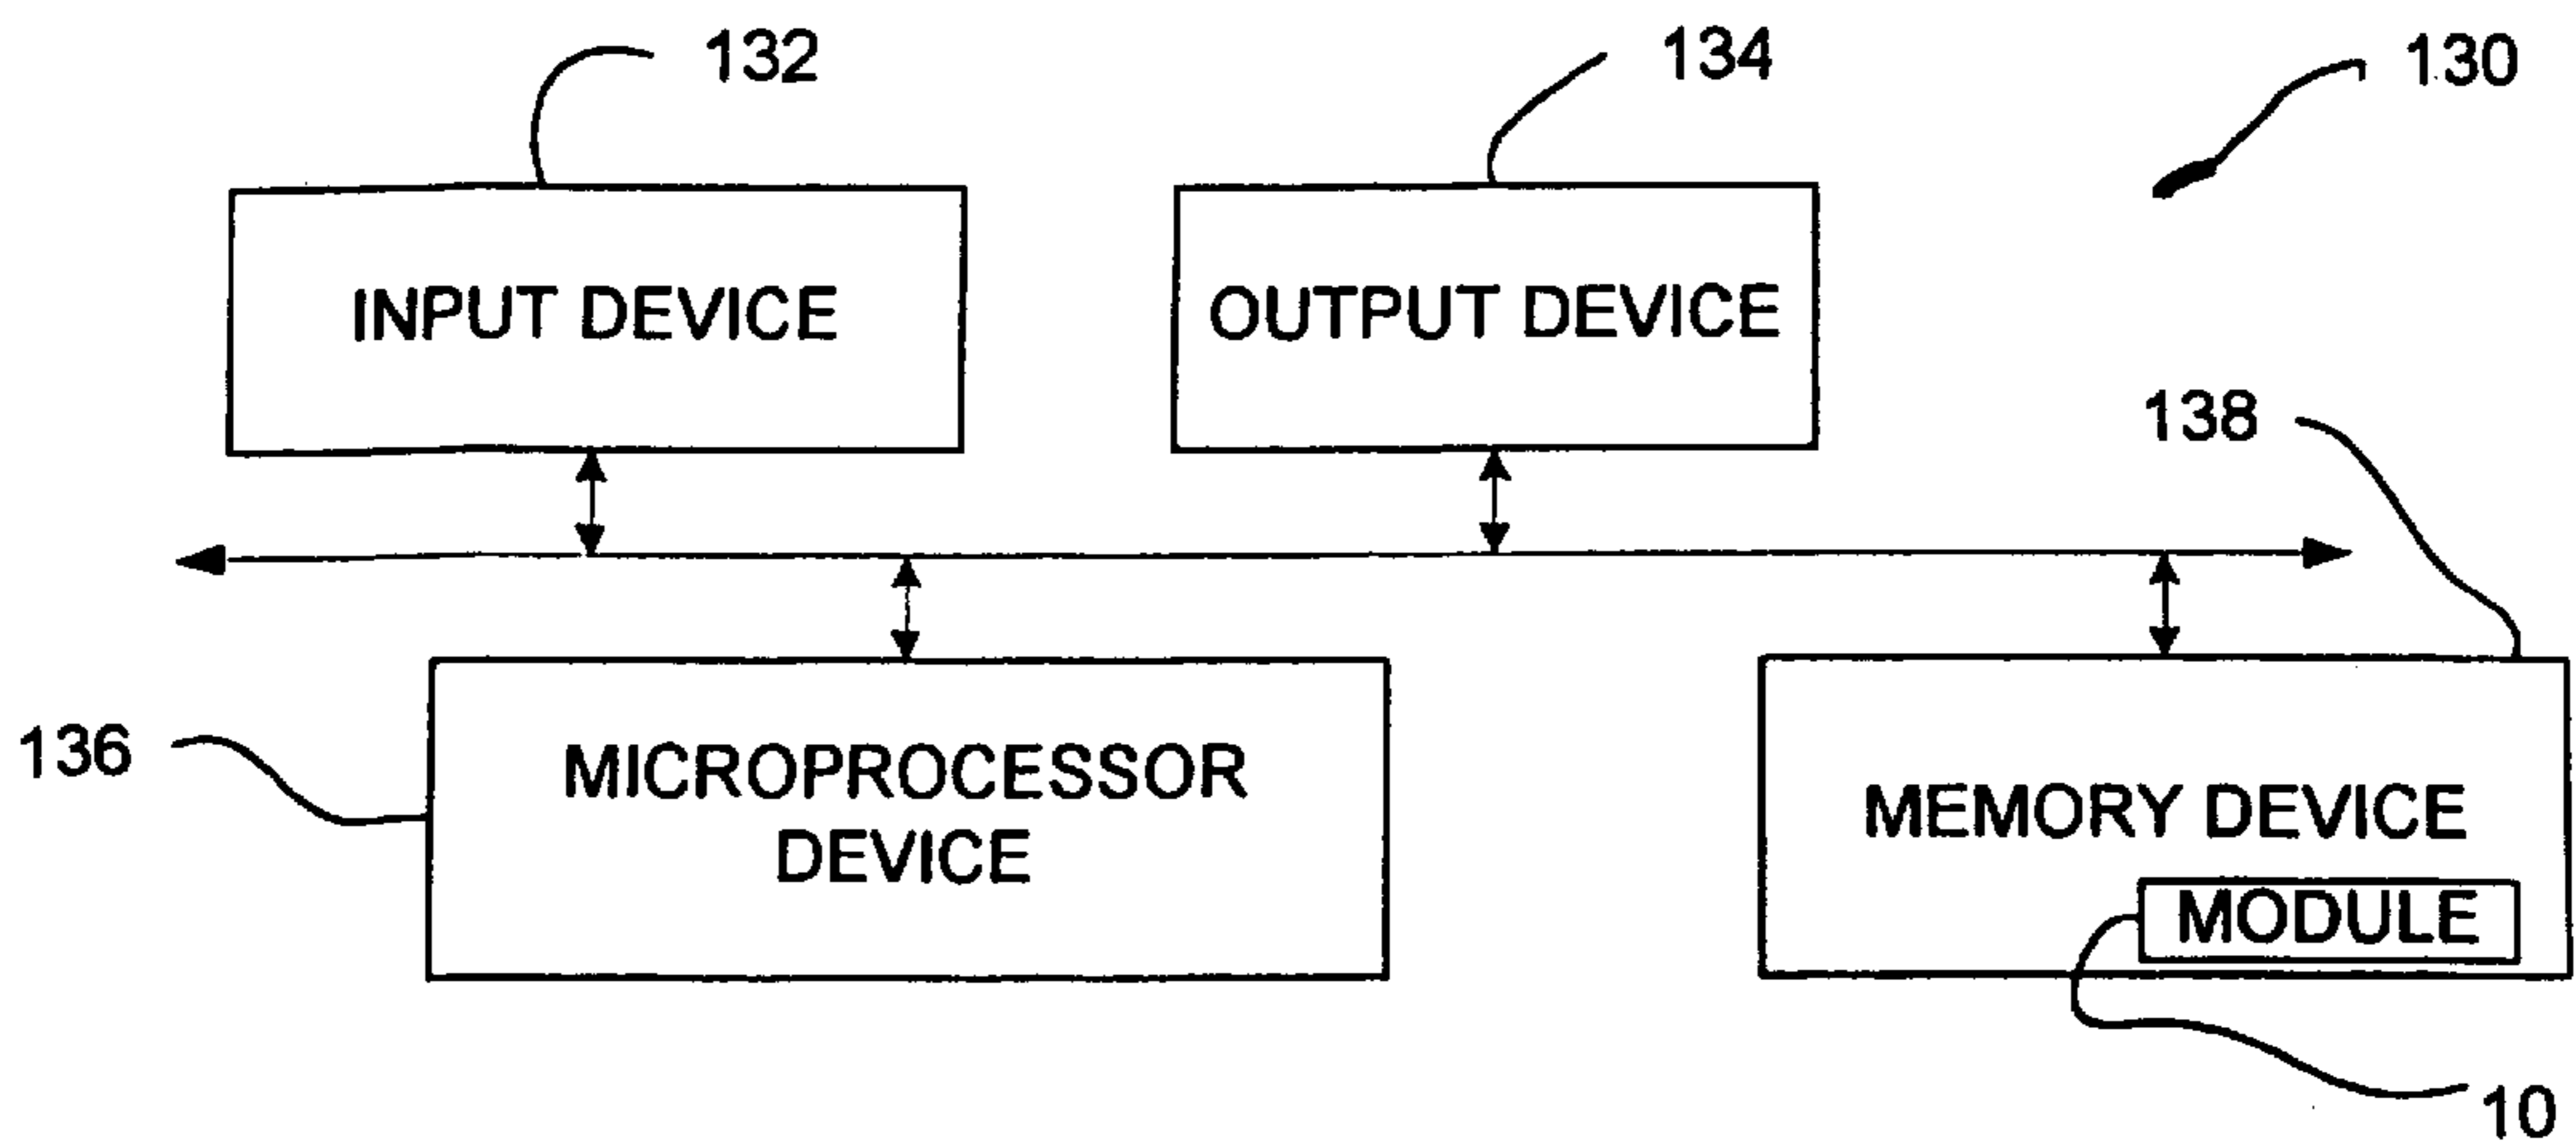 132
134
130
INPUT DEVICE
OUTPUT DEVICE
138
136
MICROPROCESSOR
DEVICE
MEMORY DEVICE
MODULE
10